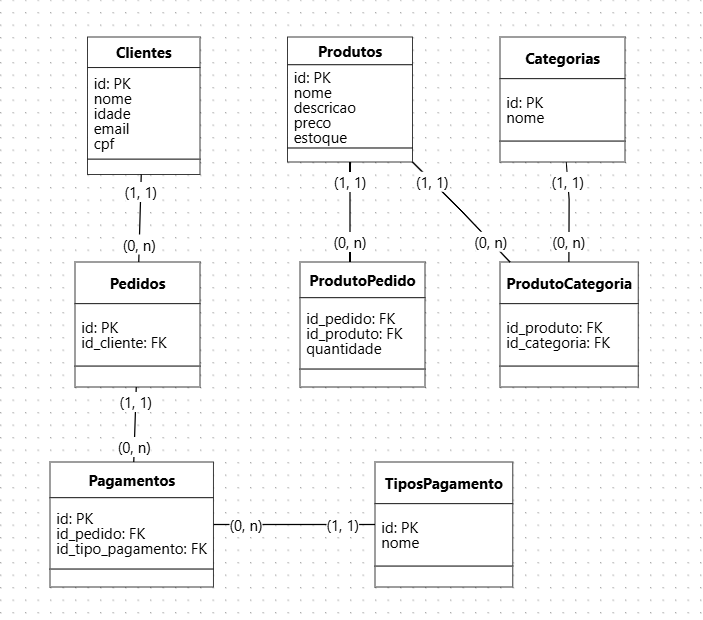 Clientes
id: PK
nome
idade
email
cpf
Produtos
id: PK
nome
descricao
preco
estoque
Categorias
id: PK
nome
(1, 1)
(1, 1)
(1, 1)
(1, 1)
(0, n)
(0, n)
(0, n)
(0, n)
Pedidos
id: PK
id_cliente: FK
ProdutoPedido
id_pedido: FK
id_produto: FK
quantidade
ProdutoCategoria
id_produto: FK
id_categoria: FK
(1, 1)
(0, n)
Pagamentos
id: PK
id_pedido: FK
id_tipo_pagamento: FK
(0, n)
(1, 1)
TiposPagamento
id: PK
nome